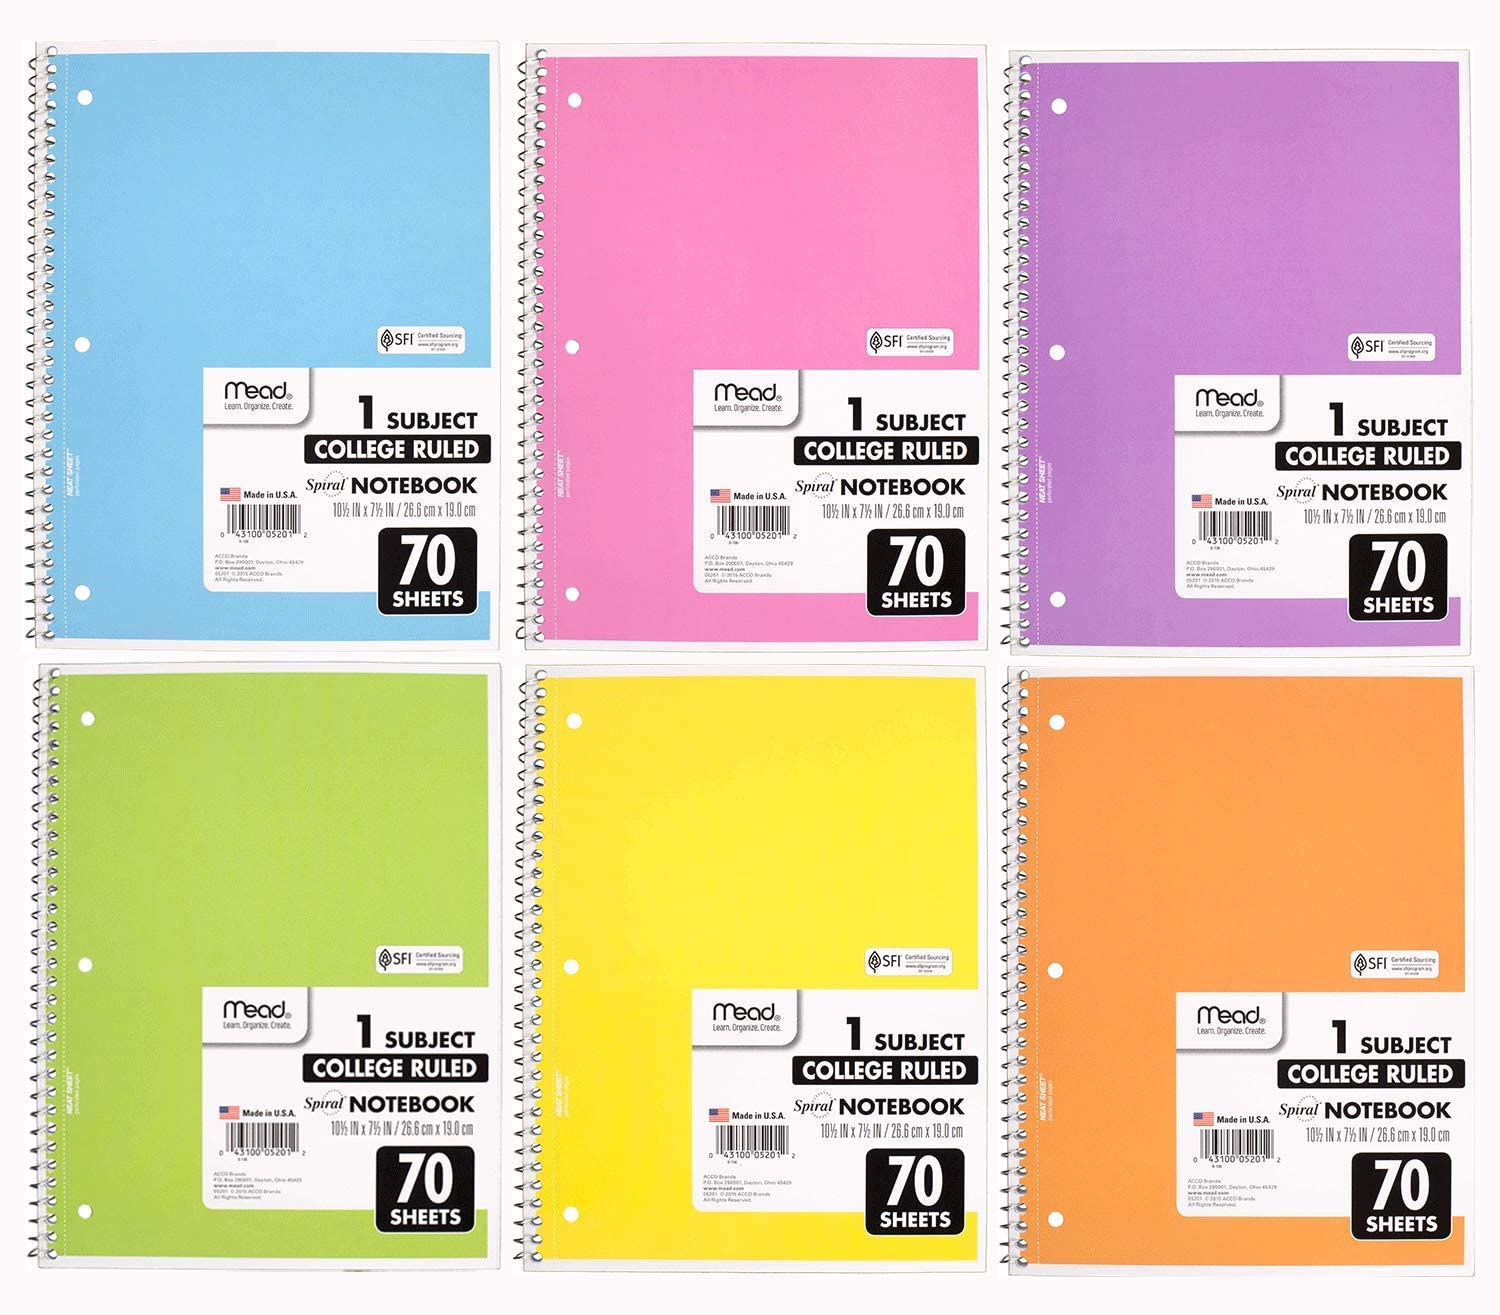 SFI Certified Sourcing
www.sfiprogram.org
Mead®
Learn. Organize. Create.
1 SUBJECT
COLLEGE RULED
Spiral® NOTEBOOK
10½ IN x 7½ IN / 26.6 cm x 19.0 cm
Made in U.S.A.
0 43100 05201 2
70
SHEETS
ACCO Brands
P.O. Box 290001, Dayton, Ohio 45429
www.mead.com
05201 © 2015 ACCO Brands
All Rights Reserved.
NEAT SHEET®
perforated pages
SFI Certified Sourcing
www.sfiprogram.org
Mead®
Learn. Organize. Create.
1 SUBJECT
COLLEGE RULED
Spiral® NOTEBOOK
10½ IN x 7½ IN / 26.6 cm x 19.0 cm
Made in U.S.A.
0 43100 05201 2
70
SHEETS
ACCO Brands
P.O. Box 290001, Dayton, Ohio 45429
www.mead.com
05201 © 2015 ACCO Brands
All Rights Reserved.
NEAT SHEET®
perforated pages
SFI Certified Sourcing
www.sfiprogram.org
Mead®
Learn. Organize. Create.
1 SUBJECT
COLLEGE RULED
Spiral® NOTEBOOK
10½ IN x 7½ IN / 26.6 cm x 19.0 cm
Made in U.S.A.
0 43100 05201 2
70
SHEETS
ACCO Brands
P.O. Box 290001, Dayton, Ohio 45429
www.mead.com
05201 © 2015 ACCO Brands
All Rights Reserved.
NEAT SHEET®
perforated pages
SFI Certified Sourcing
www.sfiprogram.org
Mead®
Learn. Organize. Create.
1 SUBJECT
COLLEGE RULED
Spiral® NOTEBOOK
10½ IN x 7½ IN / 26.6 cm x 19.0 cm
Made in U.S.A.
0 43100 05201 2
70
SHEETS
ACCO Brands
P.O. Box 290001, Dayton, Ohio 45429
www.mead.com
05201 © 2015 ACCO Brands
All Rights Reserved.
NEAT SHEET®
perforated pages
SFI Certified Sourcing
www.sfiprogram.org
Mead®
Learn. Organize. Create.
1 SUBJECT
COLLEGE RULED
Spiral® NOTEBOOK
10½ IN x 7½ IN / 26.6 cm x 19.0 cm
Made in U.S.A.
0 43100 05201 2
70
SHEETS
ACCO Brands
P.O. Box 290001, Dayton, Ohio 45429
www.mead.com
05201 © 2015 ACCO Brands
All Rights Reserved.
NEAT SHEET®
perforated pages
SFI Certified Sourcing
www.sfiprogram.org
Mead®
Learn. Organize. Create.
1 SUBJECT
COLLEGE RULED
Spiral® NOTEBOOK
10½ IN x 7½ IN / 26.6 cm x 19.0 cm
Made in U.S.A.
0 43100 05201 2
70
SHEETS
ACCO Brands
P.O. Box 290001, Dayton, Ohio 45429
www.mead.com
05201 © 2015 ACCO Brands
All Rights Reserved.
NEAT SHEET®
perforated pages